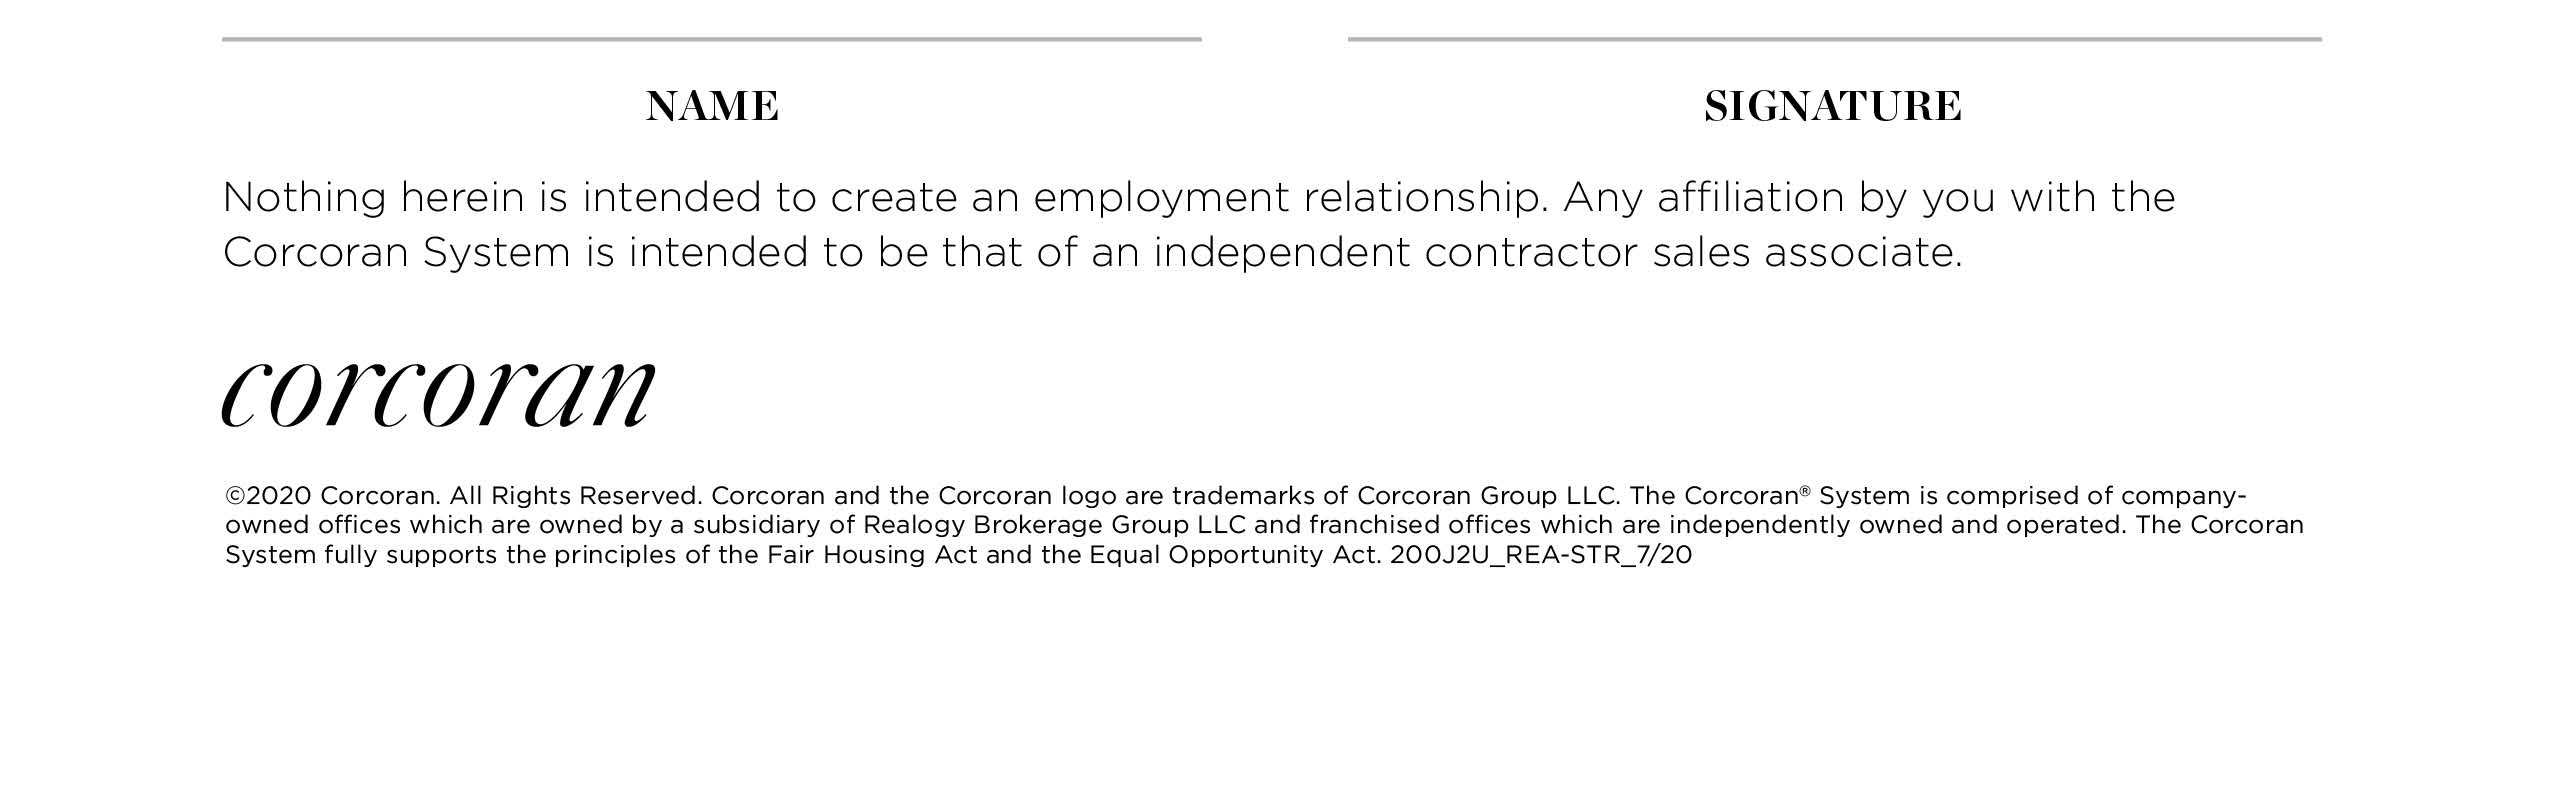 NAME SIGNATURE
Nothing herein is intended to create an employment relationship. Any affiliation by you with the
Corcoran System is intended to be that of an independent contractor sales associate.
corcoran
©2020 Corcoran. All Rights Reserved. Corcoran and the Corcoran logo are trademarks of Corcoran Group LLC. The Corcoran® System is comprised of company-
owned offices which are owned by a subsidiary of Realogy Brokerage Group LLC and franchised offices which are independently owned and operated. The Corcoran
System fully supports the principles of the Fair Housing Act and the Equal Opportunity Act. 200J2U_REA-STR_7/20